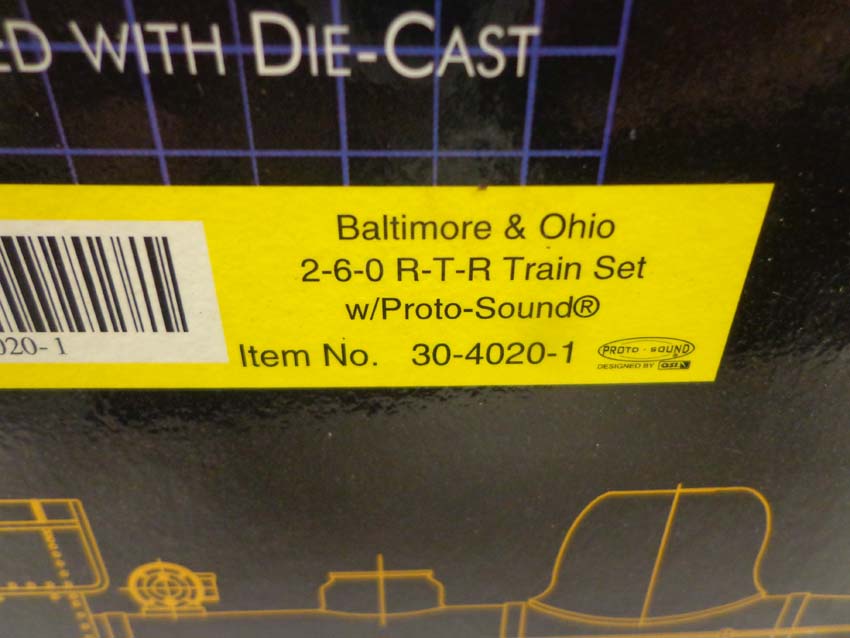 ED WITH DIE-CAST
Baltimore & Ohio
2-6-0 R-T-R Train Set
w/Proto-Sound®
Item No. 30-4020-1
PROTO-SOUND
DESIGNED BY QSI
020-1